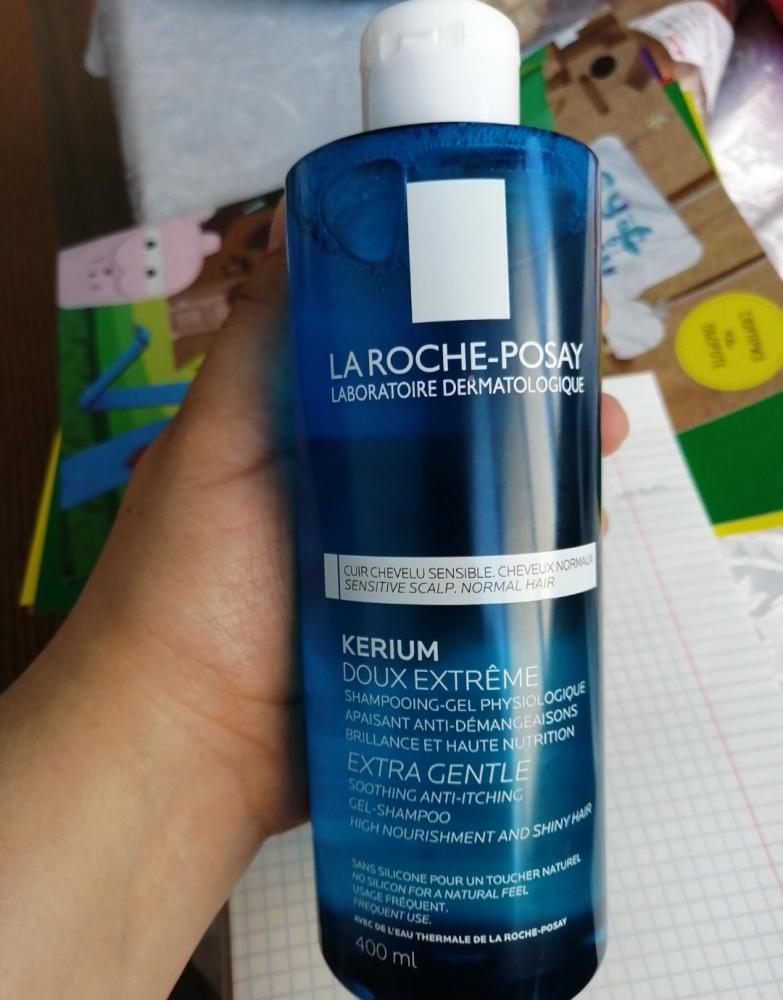 LA ROCHE-POSAY
LABORATOIRE DERMATOLOGIQUE
CUIR CHEVELU SENSIBLE. CHEVEUX NORMAUX
SENSITIVE SCALP. NORMAL HAIR
KERIUM
DOUX EXTRÊME
SHAMPOOING-GEL PHYSIOLOGIQUE
APAISANT ANTI-DÉMANGEAISONS
BRILLANCE ET HAUTE NUTRITION
EXTRA GENTLE
SOOTHING ANTI-ITCHING
GEL-SHAMPOO
HIGH NOURISHMENT AND SHINY HAIR
SANS SILICONE POUR UN TOUCHER NATUREL
NO SILICON FOR A NATURAL FEEL
USAGE FRÉQUENT.
FREQUENT USE.
AVEC DE L'EAU THERMALE DE LA ROCHE-POSAY
400 ml